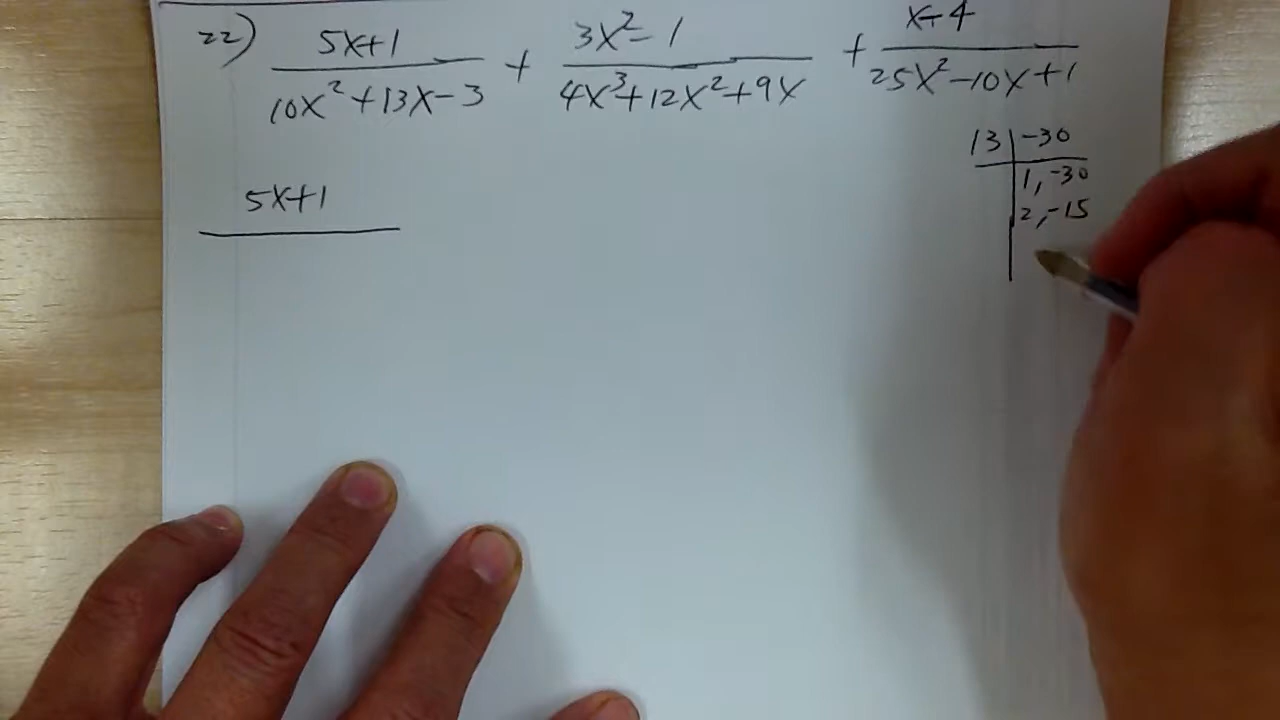 22) (5x+1)/(10x²+13x-3) + (3x²-1)/(4x³+12x²+9x) + (x+4)/(25x²-10x+1)
13 | -30
1, -30
5x+1
2, -15